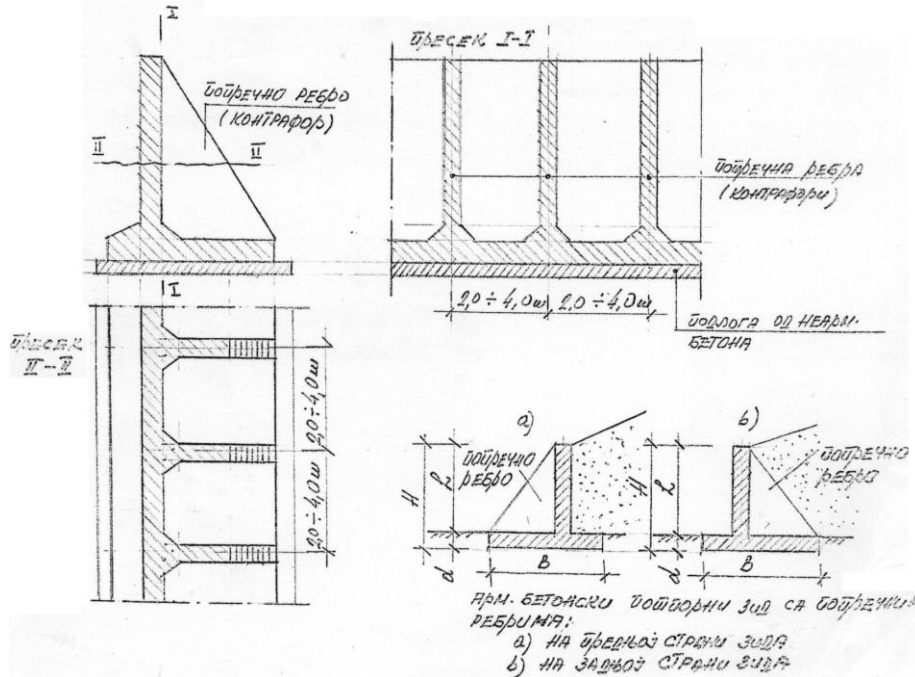 I
ПРЕСЕК I-I
ПОПРЕЧНО РЕБРО
(КОНТРАФОР)
II
II
ПОПРЕЧНА РЕБРА
(КОНТРАФОРИ)
I
2,0÷4,0м
2,0÷4,0м
ПОДЛОГА ОД НЕАРМ.
БЕТОНА
ПРЕСЕК
II-II
2,0÷4,0м
2,0÷4,0м
a)
b)
ПОПРЕЧНО
РЕБРО
ПОПРЕЧНО
РЕБРО
H
h
d
B
H
h
d
B
АРМ. БЕТОНСКИ ПОТПОРНИ ЗИД СА ПОПРЕЧНИМ
РЕБРИМА:
a) НА ПРЕДЊОЈ СТРАНИ ЗИДА
b) НА ЗАДЊОЈ СТРАНИ ЗИДА